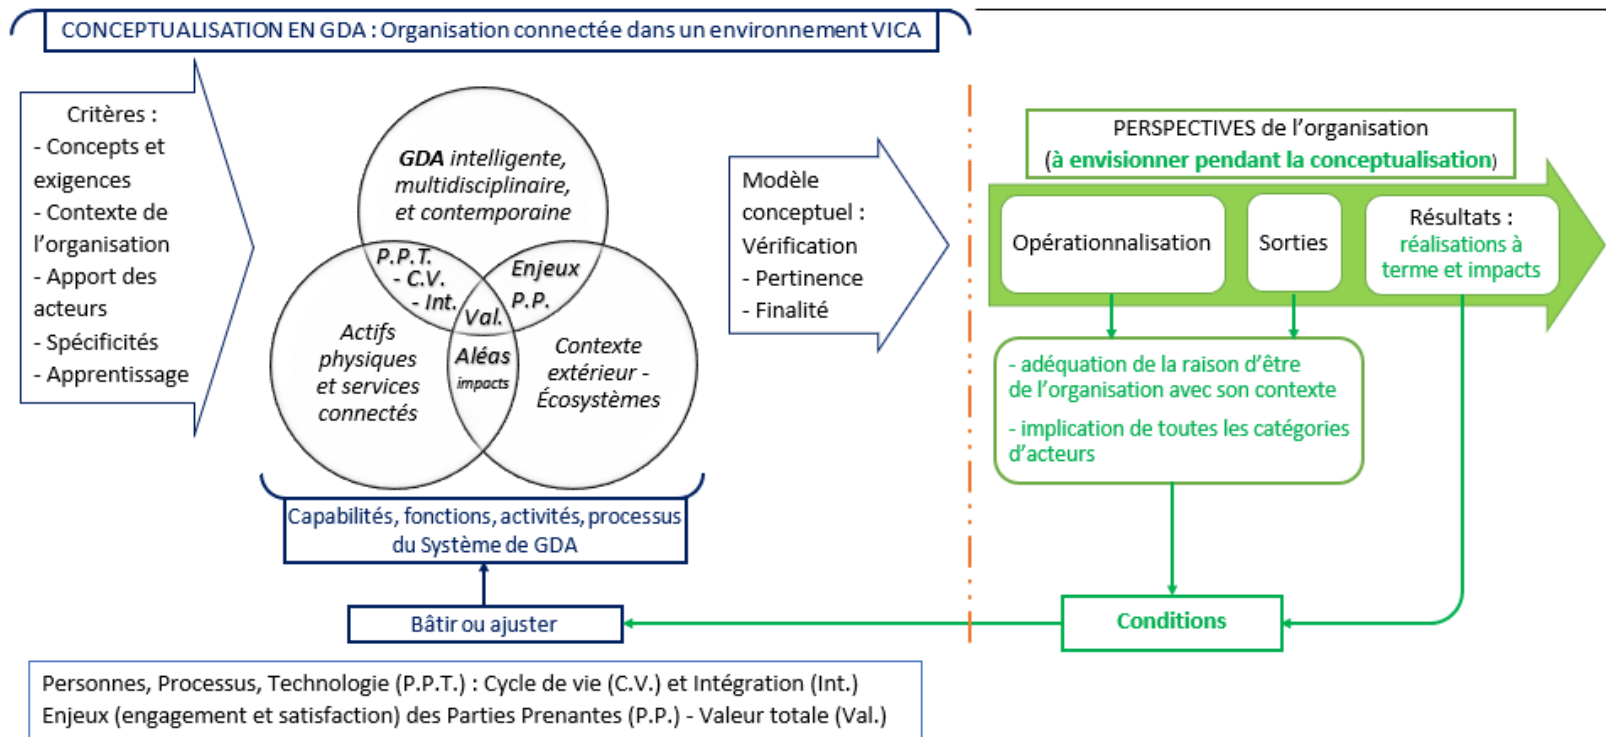 CONCEPTUALISATION EN GDA : Organisation connectée dans un environnement VICA
Critères :
- Concepts et
exigences
- Contexte de
l’organisation
- Apport des
acteurs
- Spécificités
- Apprentissage
GDA intelligente,
multidisciplinaire,
et contemporaine
P.P.T.
- C.V.
- Int.
Enjeux
P.P.
Val.
Actifs
physiques
et services
connectés
Aléas
impacts
Contexte
extérieur -
Écosystèmes
Capabilités, fonctions, activités, processus
du Système de GDA
Bâtir ou ajuster
Modèle
conceptuel :
Vérification
- Pertinence
- Finalité
PERSPECTIVES de l’organisation
(à envisionner pendant la conceptualisation)
Opérationnalisation
Sorties
Résultats :
réalisations à
terme et impacts
- adéquation de la raison d’être
de l’organisation avec son contexte
- implication de toutes les catégories
d’acteurs
Conditions
Personnes, Processus, Technologie (P.P.T.) : Cycle de vie (C.V.) et Intégration (Int.)
Enjeux (engagement et satisfaction) des Parties Prenantes (P.P.) - Valeur totale (Val.)